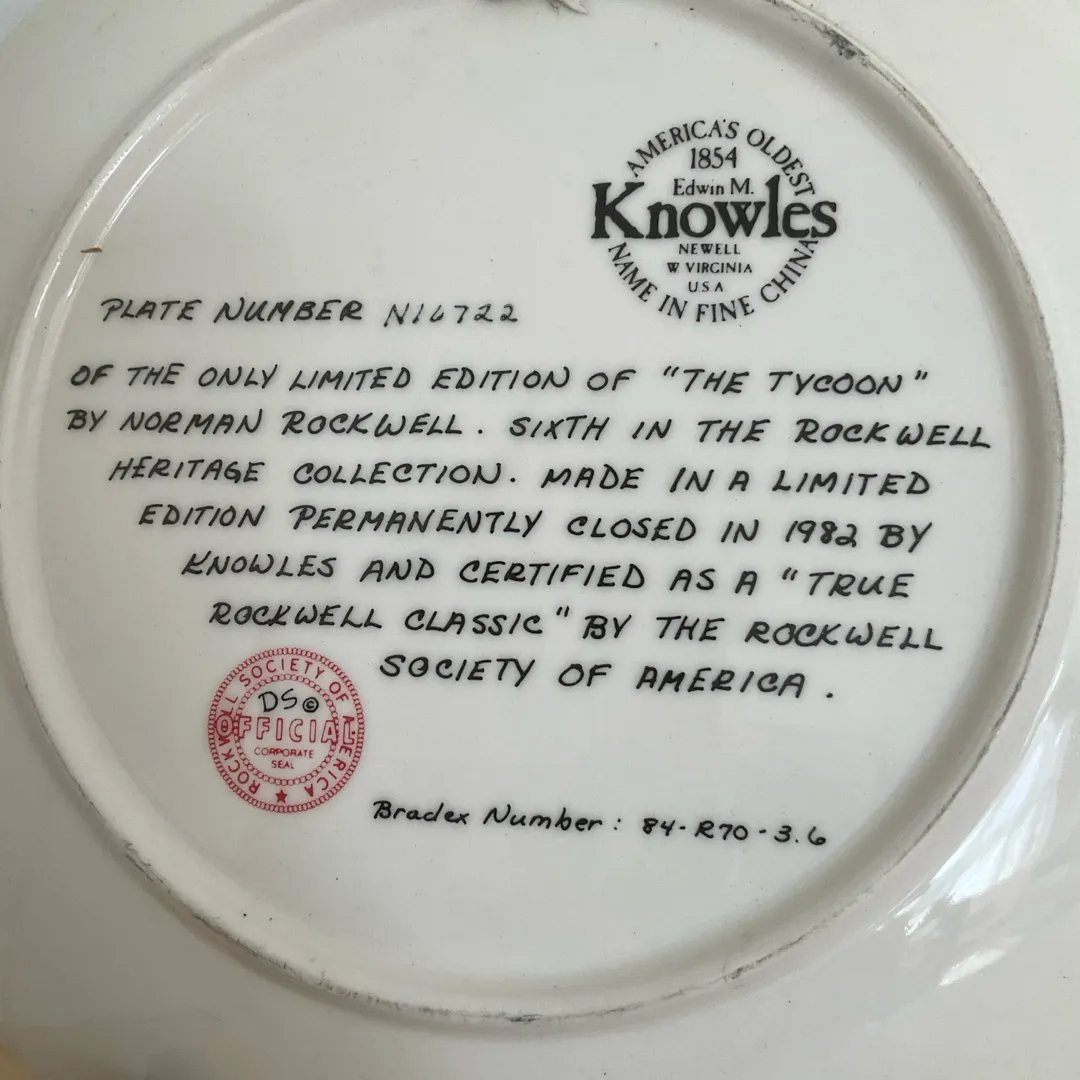 AMERICA'S OLDEST
1854
Edwin M.
Knowles
NEWELL
W VIRGINIA
USA
NAME IN FINE CHINA
PLATE NUMBER N16722
OF THE ONLY LIMITED EDITION OF "THE TYCOON"
BY NORMAN ROCKWELL. SIXTH IN THE ROCKWELL
HERITAGE COLLECTION. MADE IN A LIMITED
EDITION PERMANENTLY CLOSED IN 1982 BY
KNOWLES AND CERTIFIED AS A "TRUE
ROCKWELL CLASSIC" BY THE ROCKWELL
SOCIETY OF AMERICA.
ROCKWELL SOCIETY OF AMERICA
DS©
OFFICIAL
CORPORATE
SEAL
Bradex Number: 84-R70-3.6